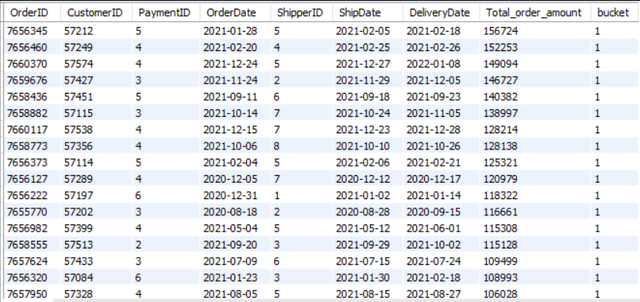 OrderID CustomerID PaymentID OrderDate ShipperID ShipDate DeliveryDate Total_order_amount bucket
7656345 57212 5 2021-01-28 5 2021-02-05 2021-02-18 156724 1
7656460 57249 4 2021-02-20 4 2021-02-25 2021-02-26 152253 1
7660370 57574 4 2021-12-24 5 2021-12-27 2022-01-08 149094 1
7659676 57427 3 2021-11-24 2 2021-11-29 2021-12-05 146727 1
7658436 57451 5 2021-09-11 6 2021-09-18 2021-09-23 140382 1
7658882 57115 3 2021-10-14 7 2021-10-24 2021-11-05 138997 1
7660117 57538 4 2021-12-15 7 2021-12-23 2021-12-28 128214 1
7658773 57356 4 2021-10-06 8 2021-10-10 2021-10-26 128138 1
7656373 57114 5 2021-02-04 5 2021-02-06 2021-02-21 125321 1
7656127 57289 4 2020-12-05 7 2020-12-12 2020-12-17 120979 1
7656222 57197 6 2020-12-31 1 2021-01-02 2021-01-14 118322 1
7655770 57202 3 2020-08-18 2 2020-08-28 2020-09-15 116661 1
7656982 57399 4 2021-05-04 5 2021-05-12 2021-06-01 115308 1
7658555 57513 2 2021-09-20 3 2021-09-29 2021-10-02 115128 1
7657624 57433 3 2021-07-09 6 2021-07-15 2021-07-24 109499 1
7656320 57084 6 2021-01-23 3 2021-01-30 2021-02-18 108993 1
7657950 57328 4 2021-08-05 5 2021-08-15 2021-08-27 106028 1